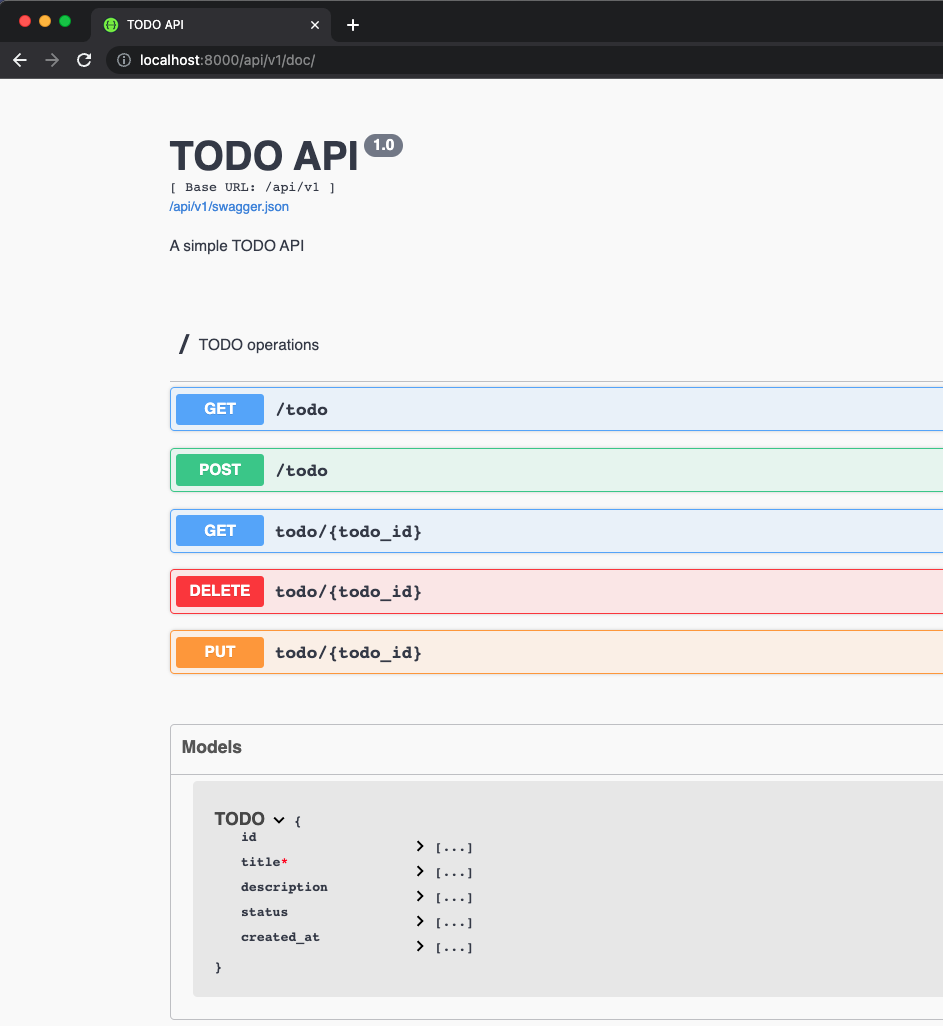 TODO API
localhost:8000/api/v1/doc/
TODO API 1.0
[ Base URL: /api/v1 ]
/api/v1/swagger.json
A simple TODO API
/ TODO operations
GET /todo
POST /todo
GET todo/{todo_id}
DELETE todo/{todo_id}
PUT todo/{todo_id}
Models
TODO {
id [...]
title* [...]
description [...]
status [...]
created_at [...]
}